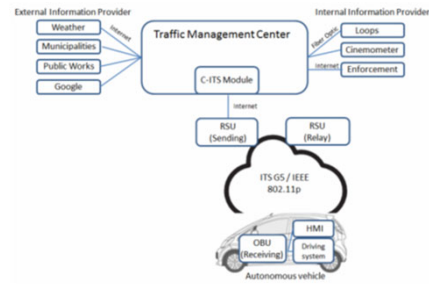 External Information Provider
Internal Information Provider
Weather
Municipalities
Public Works
Google
Internet
Traffic Management Center
C-ITS Module
Fiber Optic
Internet
Loops
Cinemometer
Enforcement
Internet
RSU
(Sending)
RSU
(Relay)
ITS G5 / IEEE
802.11p
HMI
OBU
(Receiving)
Driving
system
Autonomous vehicle